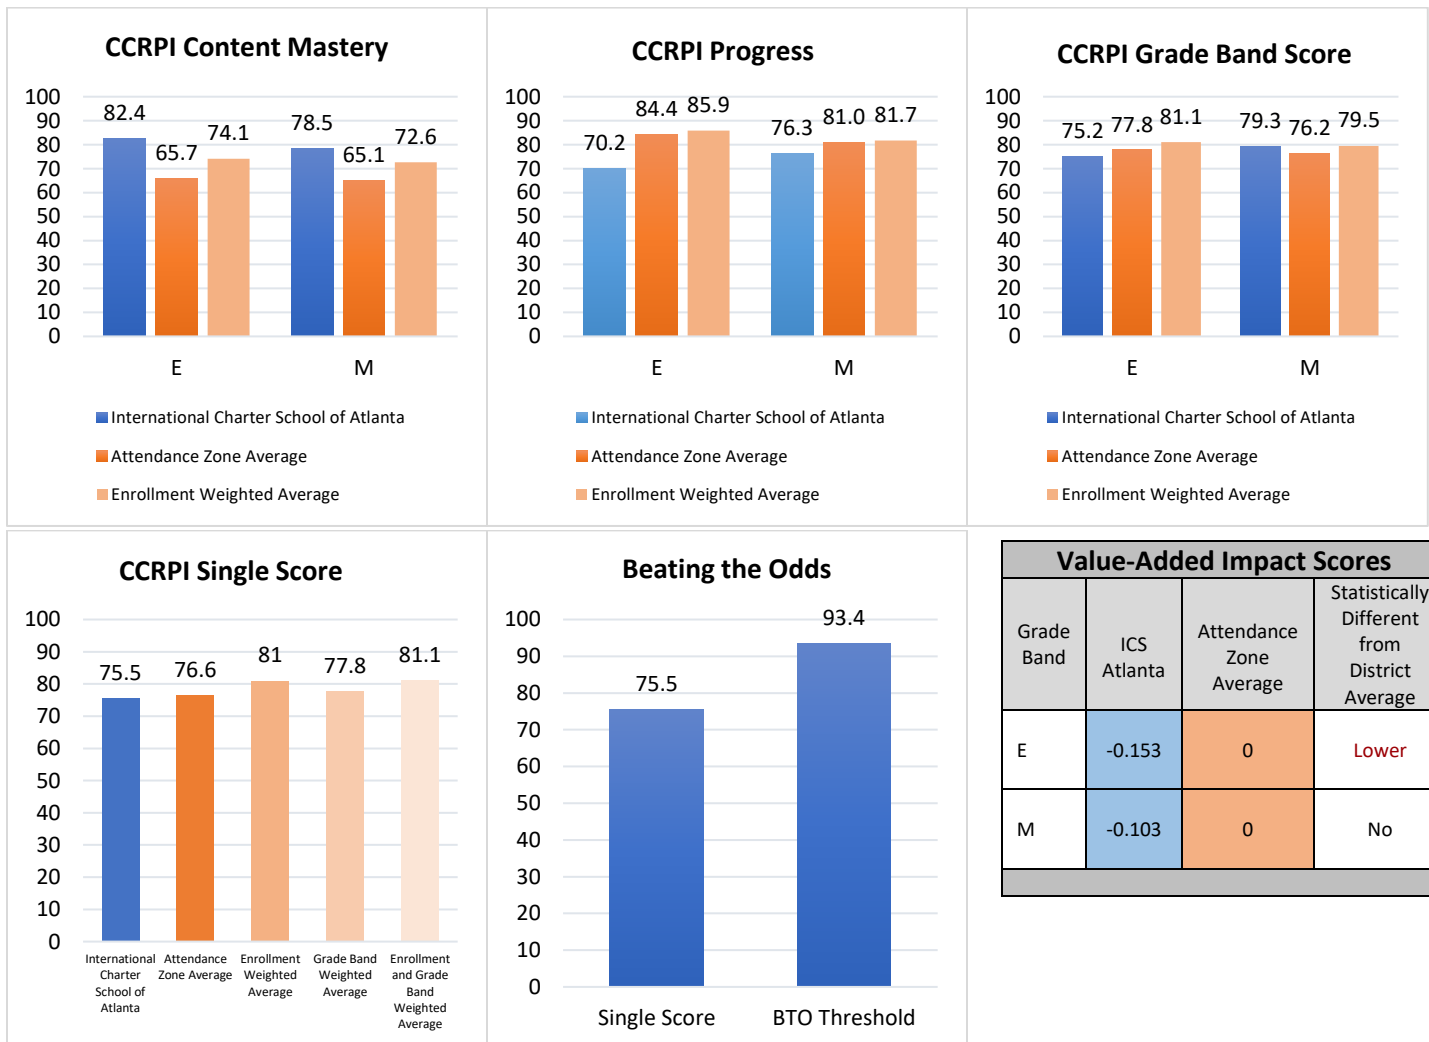 CCRPI Content Mastery
100
90
80
70
60
50
40
30
20
10
0
82.4
65.7
74.1
78.5
65.1
72.6
E
M
International Charter School of Atlanta
Attendance Zone Average
Enrollment Weighted Average
CCRPI Progress
100
90
80
70
60
50
40
30
20
10
0
70.2
84.4
85.9
76.3
81.0
81.7
E
M
International Charter School of Atlanta
Attendance Zone Average
Enrollment Weighted Average
CCRPI Grade Band Score
100
90
80
70
60
50
40
30
20
10
0
75.2
77.8
81.1
79.3
76.2
79.5
E
M
International Charter School of Atlanta
Attendance Zone Average
Enrollment Weighted Average
CCRPI Single Score
100
90
80
70
60
50
40
30
20
10
0
75.5
76.6
81
77.8
81.1
International
Charter
School of
Atlanta
Attendance
Zone Average
Enrollment
Weighted
Average
Grade Band
Weighted
Average
Enrollment
and Grade
Band
Weighted
Average
Beating the Odds
100
90
80
70
60
50
40
30
20
10
0
75.5
93.4
Single Score
BTO Threshold
Value-Added Impact Scores
Grade
Band
ICS
Atlanta
Attendance
Zone
Average
Statistically
Different
from
District
Average
E
-0.153
0
Lower
M
-0.103
0
No